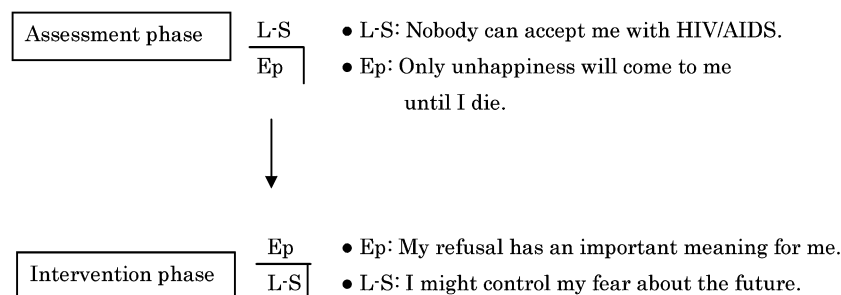 Assessment phase
L-S
Ep
● L-S: Nobody can accept me with HIV/AIDS.
● Ep: Only unhappiness will come to me
until I die.
Intervention phase
Ep
L-S
● Ep: My refusal has an important meaning for me.
● L-S: I might control my fear about the future.